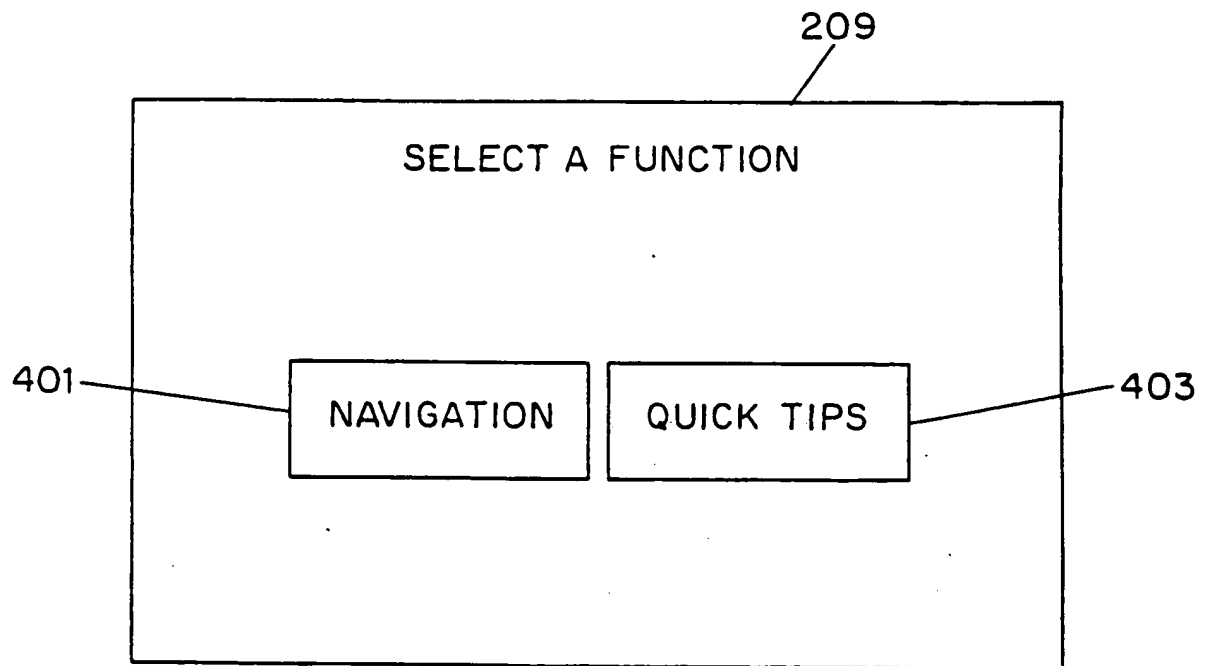 209
SELECT A FUNCTION
401
NAVIGATION
QUICK TIPS
403